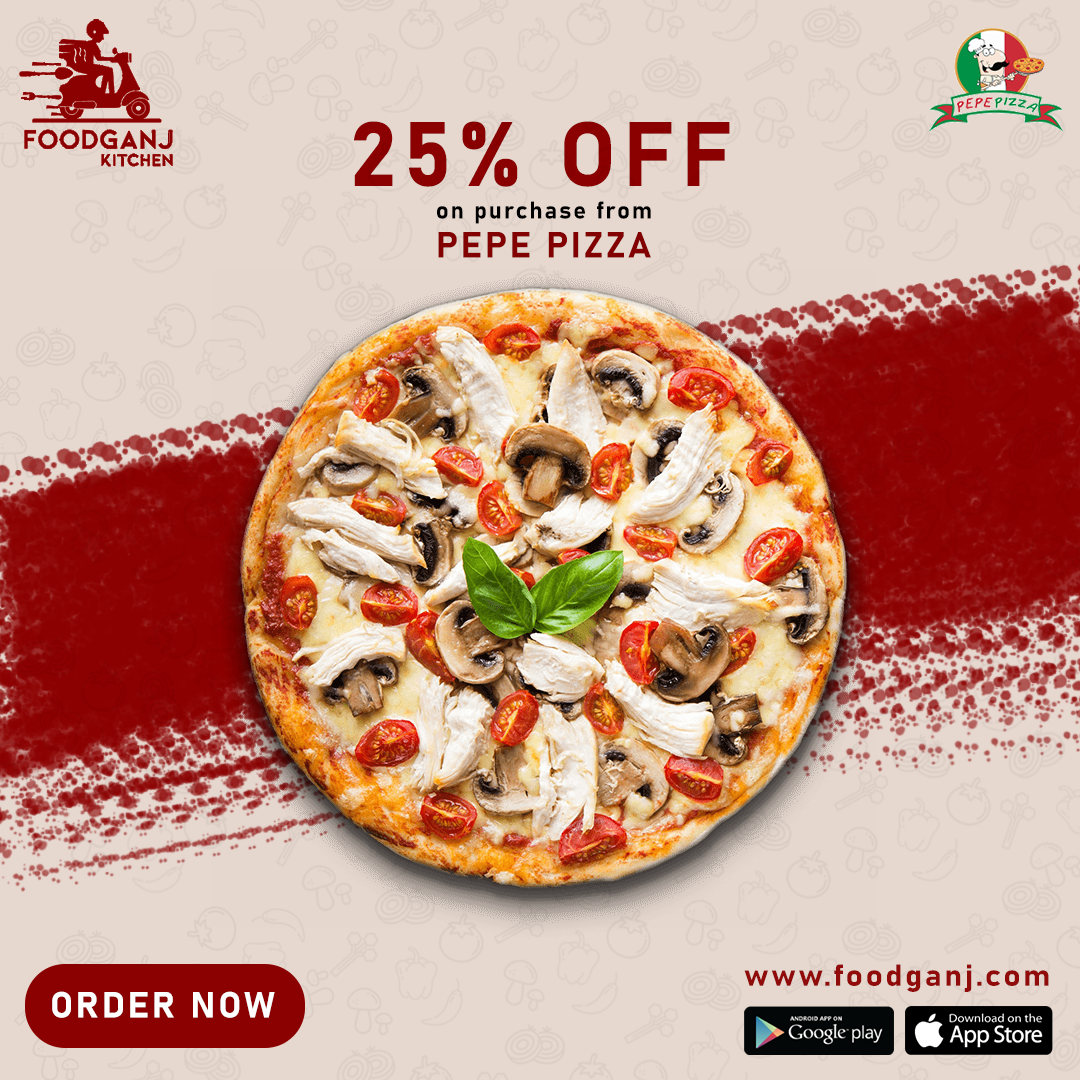 FOODGANJ
KITCHEN
PEPE PIZZA
25% OFF
on purchase from
PEPE PIZZA
ORDER NOW
www.foodganj.com
ANDROID APP ON
Google play
Download on the
App Store